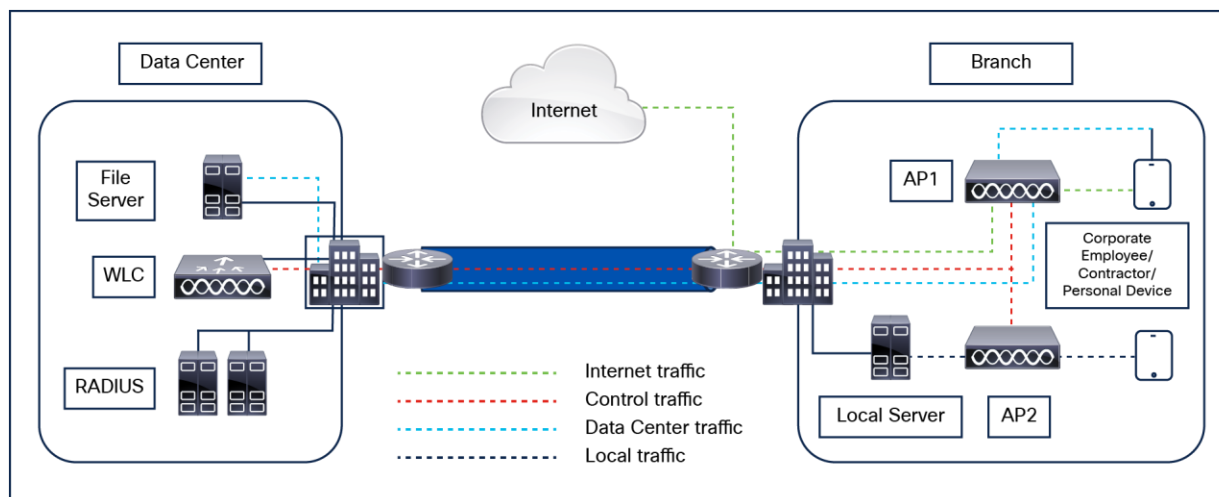 Data Center
Branch
Internet
File
Server
AP1
WLC
Corporate
Employee/
Contractor/
Personal Device
RADIUS
Internet traffic
Control traffic
Data Center traffic
Local traffic
Local Server
AP2